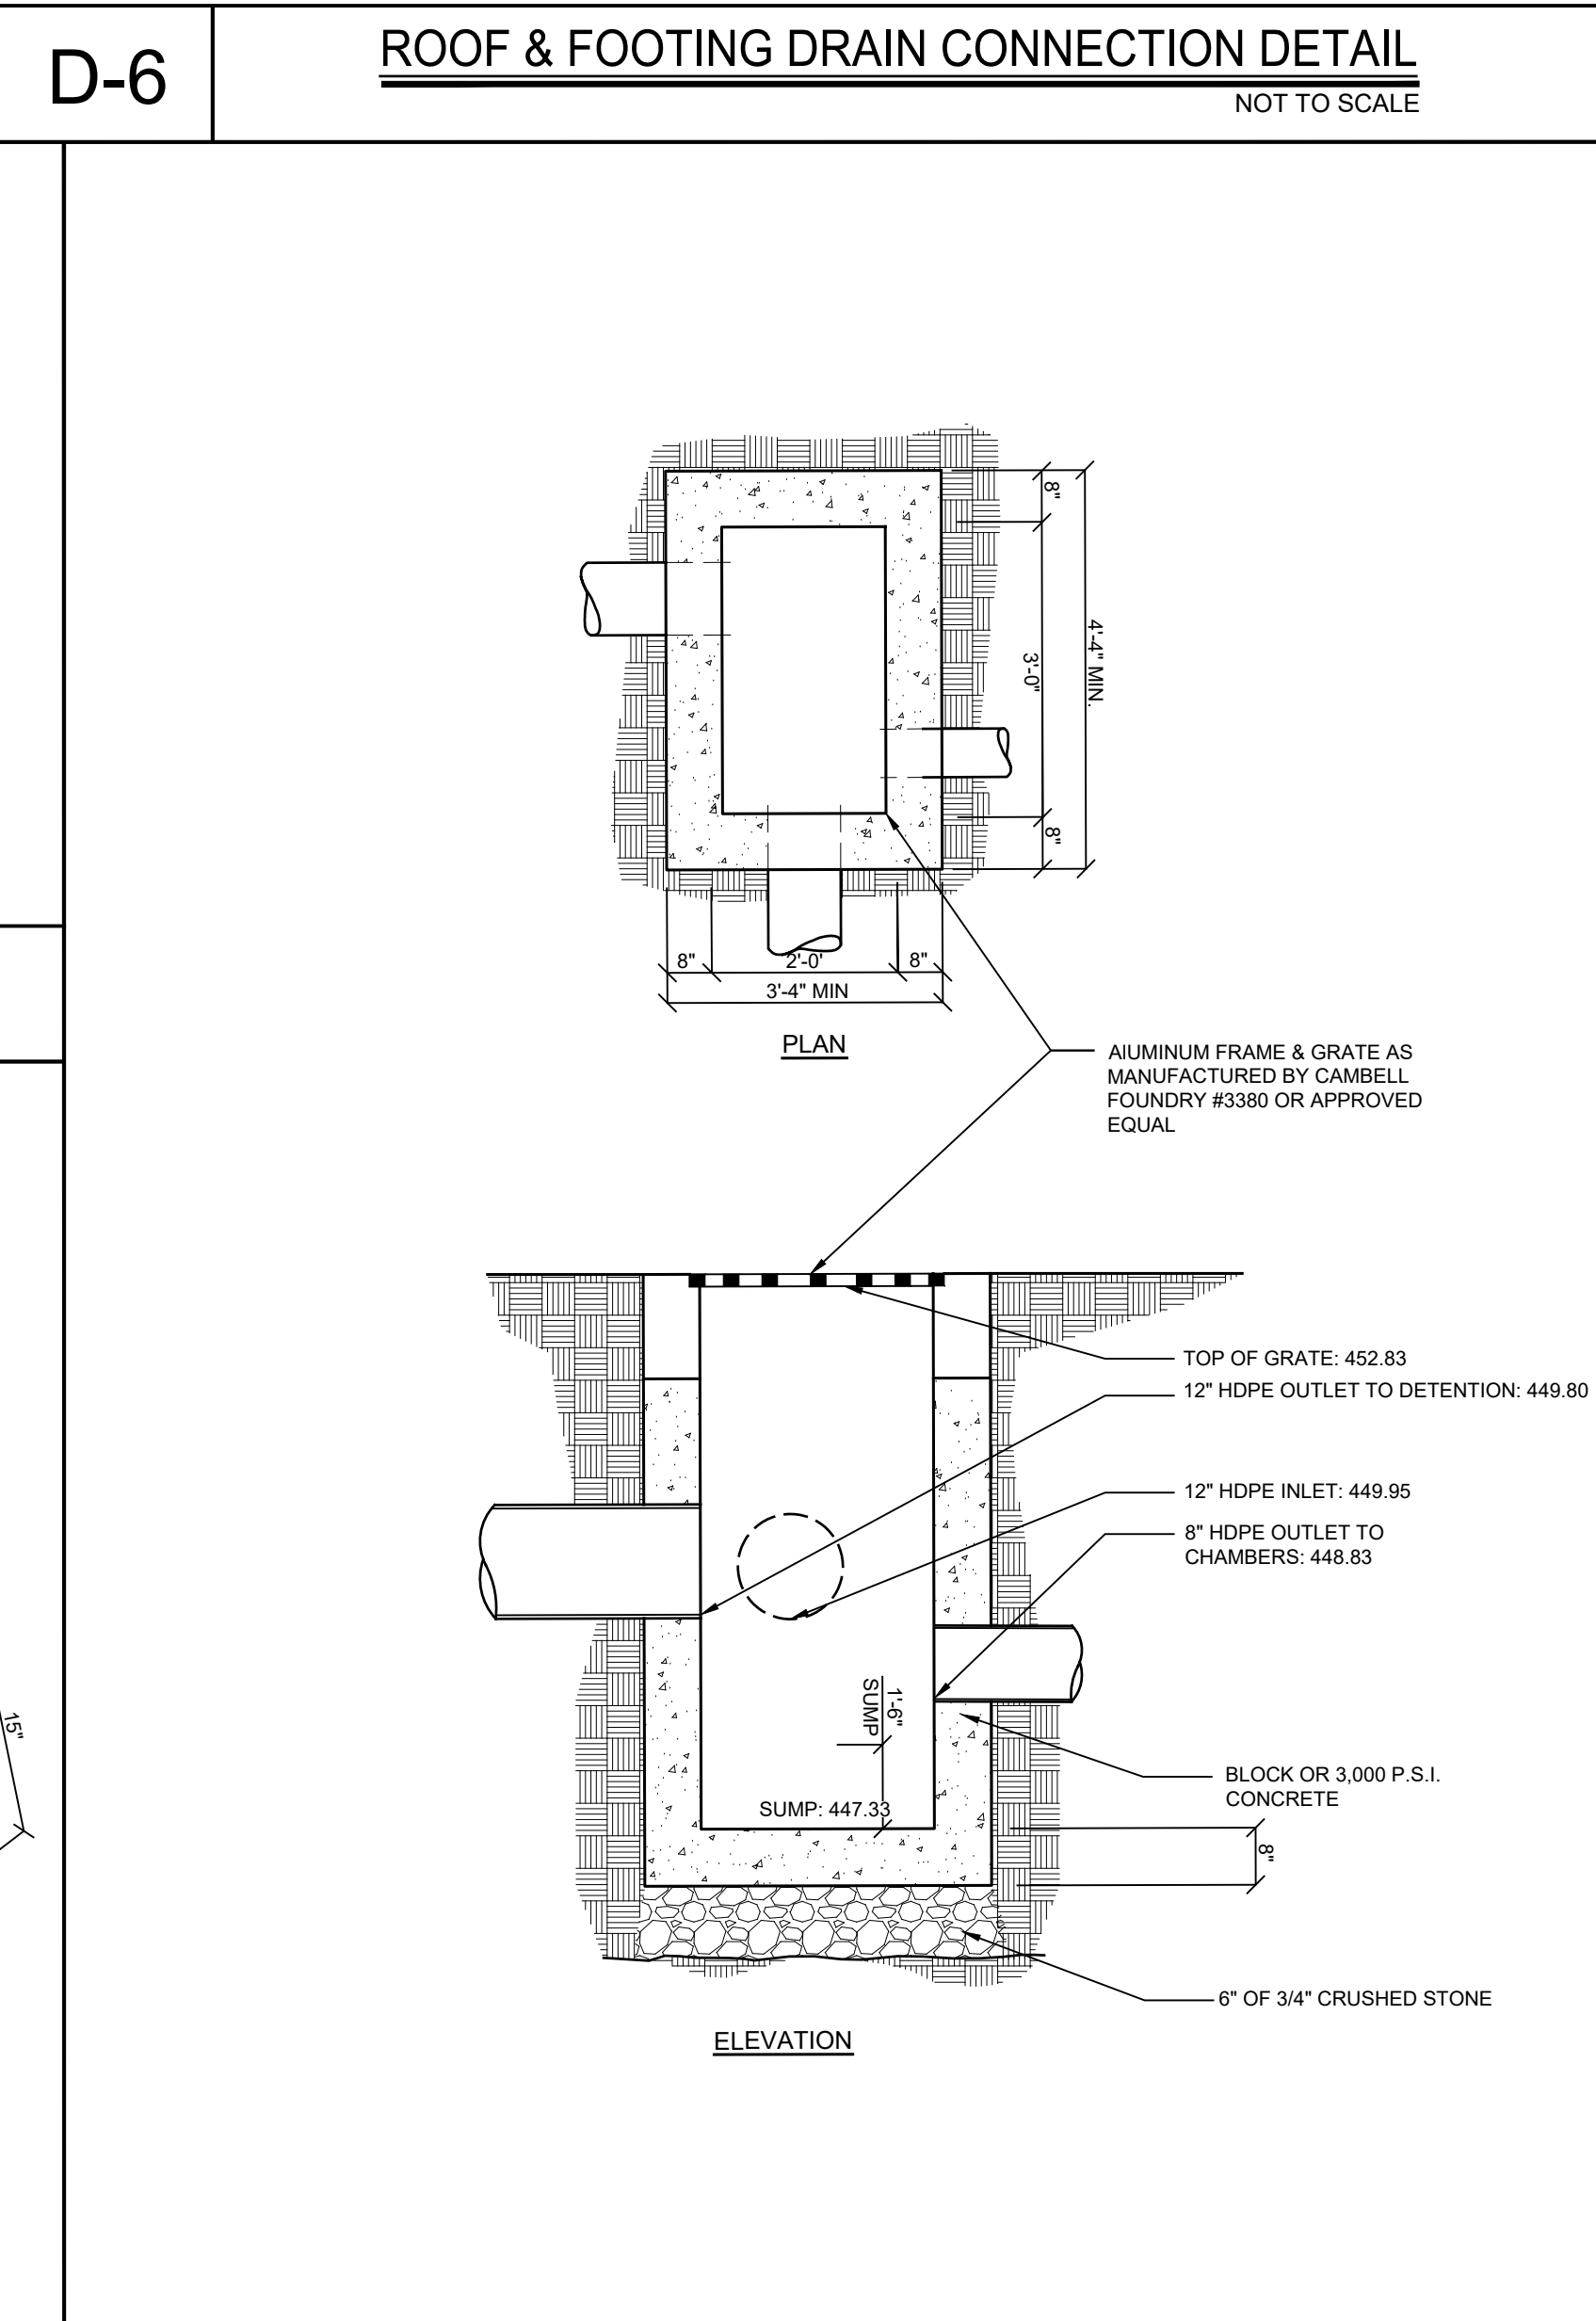 D-6
ROOF & FOOTING DRAIN CONNECTION DETAIL
NOT TO SCALE
8"
3'-0"
4'-4" MIN.
8"
8"
2'-0'
8"
3'-4" MIN
PLAN
AlUMINUM FRAME & GRATE AS
MANUFACTURED BY CAMBELL
FOUNDRY #3380 OR APPROVED
EQUAL
TOP OF GRATE: 452.83
12" HDPE OUTLET TO DETENTION: 449.80
12" HDPE INLET: 449.95
8" HDPE OUTLET TO
CHAMBERS: 448.83
1'-6"
SUMP
15"
BLOCK OR 3,000 P.S.I.
CONCRETE
SUMP: 447.33
8"
6" OF 3/4" CRUSHED STONE
ELEVATION